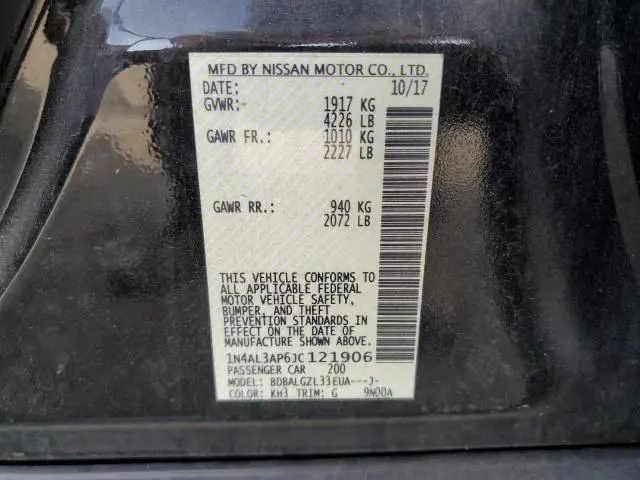 MFD BY NISSAN MOTOR CO., LTD.
DATE: 10/17
GVWR: 1917 KG
4226 LB
GAWR FR.: 1010 KG
2227 LB
GAWR RR.: 940 KG
2072 LB
THIS VEHICLE CONFORMS TO
ALL APPLICABLE FEDERAL
MOTOR VEHICLE SAFETY,
BUMPER, AND THEFT
PREVENTION STANDARDS IN
EFFECT ON THE DATE OF
MANUFACTURE SHOWN ABOVE.
1N4AL3AP6JC121906
PASSENGER CAR 200
MODEL: BDBALGZL33EUA---J-
COLOR: KH3 TRIM: G 9N00A